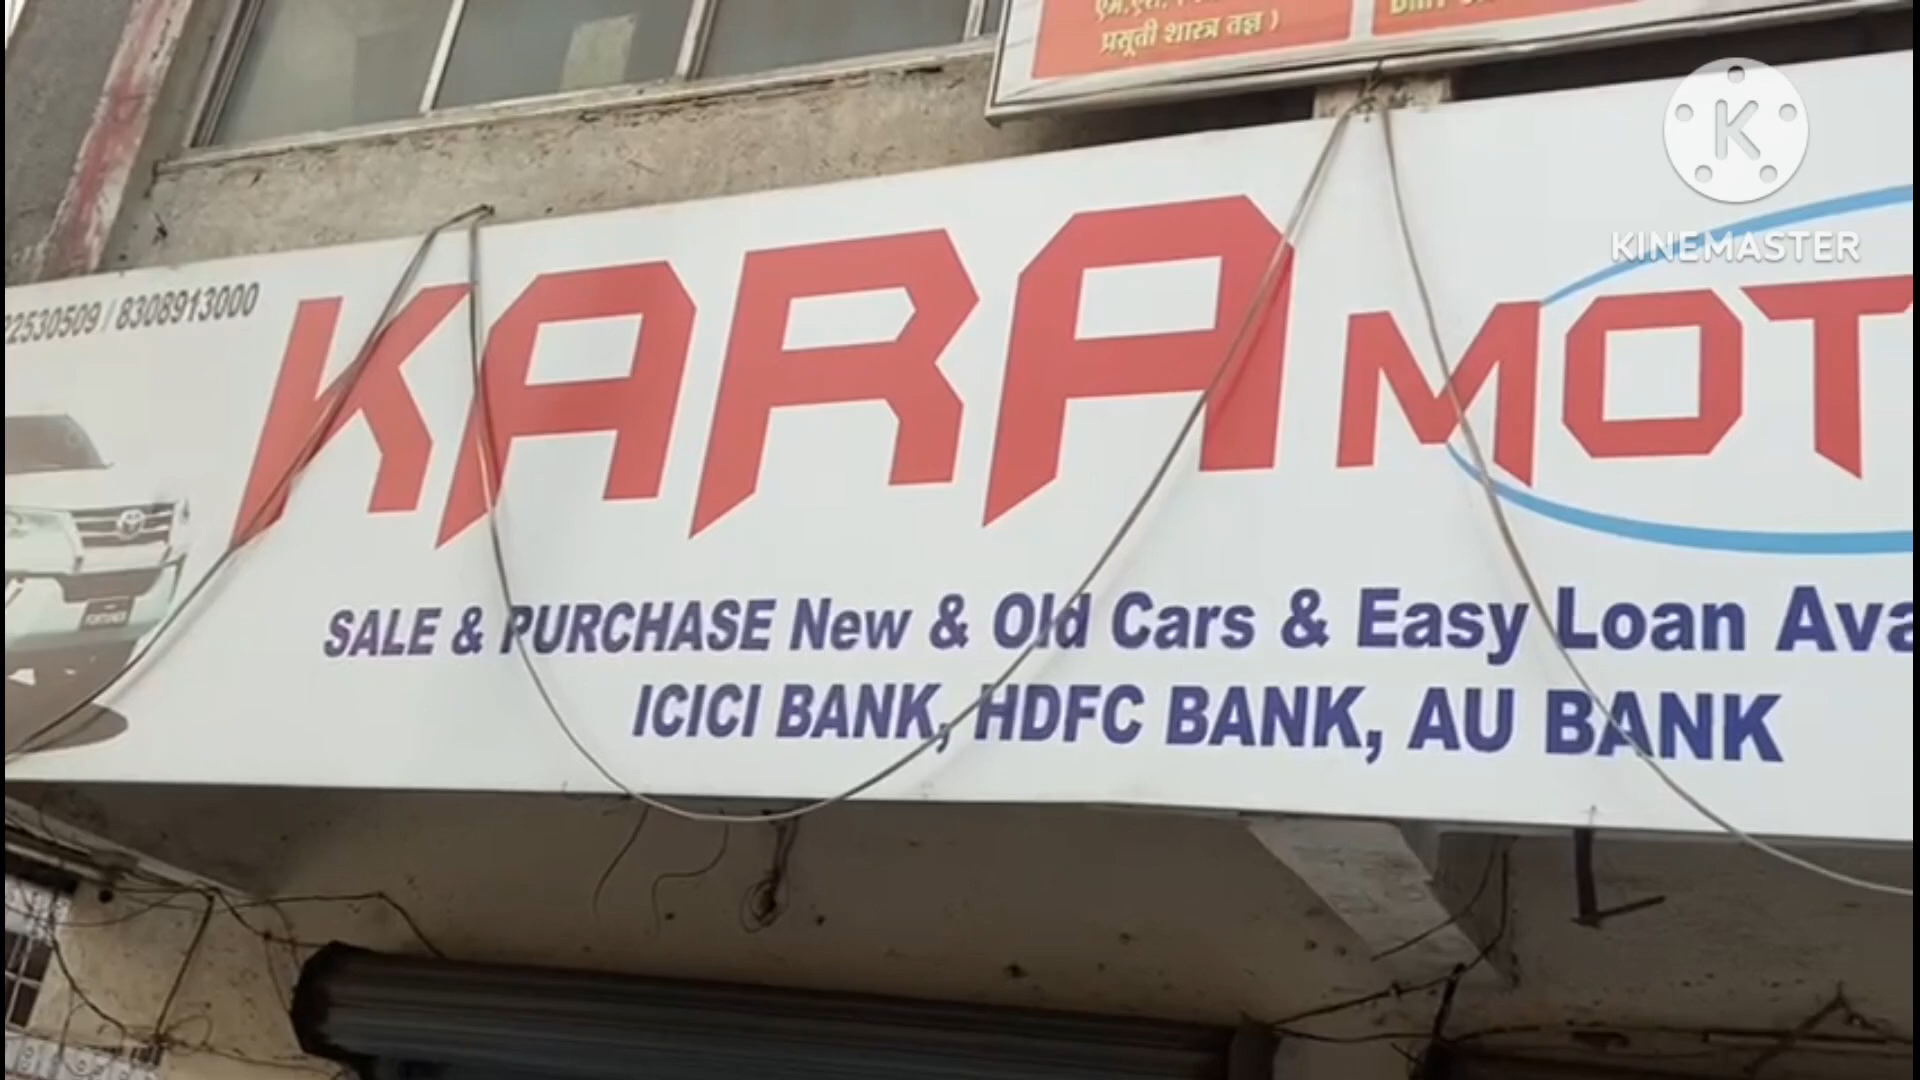 प्रसूती शास्त्र तज्ञ )
KINEMASTER
22530509 / 8308913000
KARA MOT
SALE & PURCHASE New & Old Cars & Easy Loan Ava
ICICI BANK, HDFC BANK, AU BANK